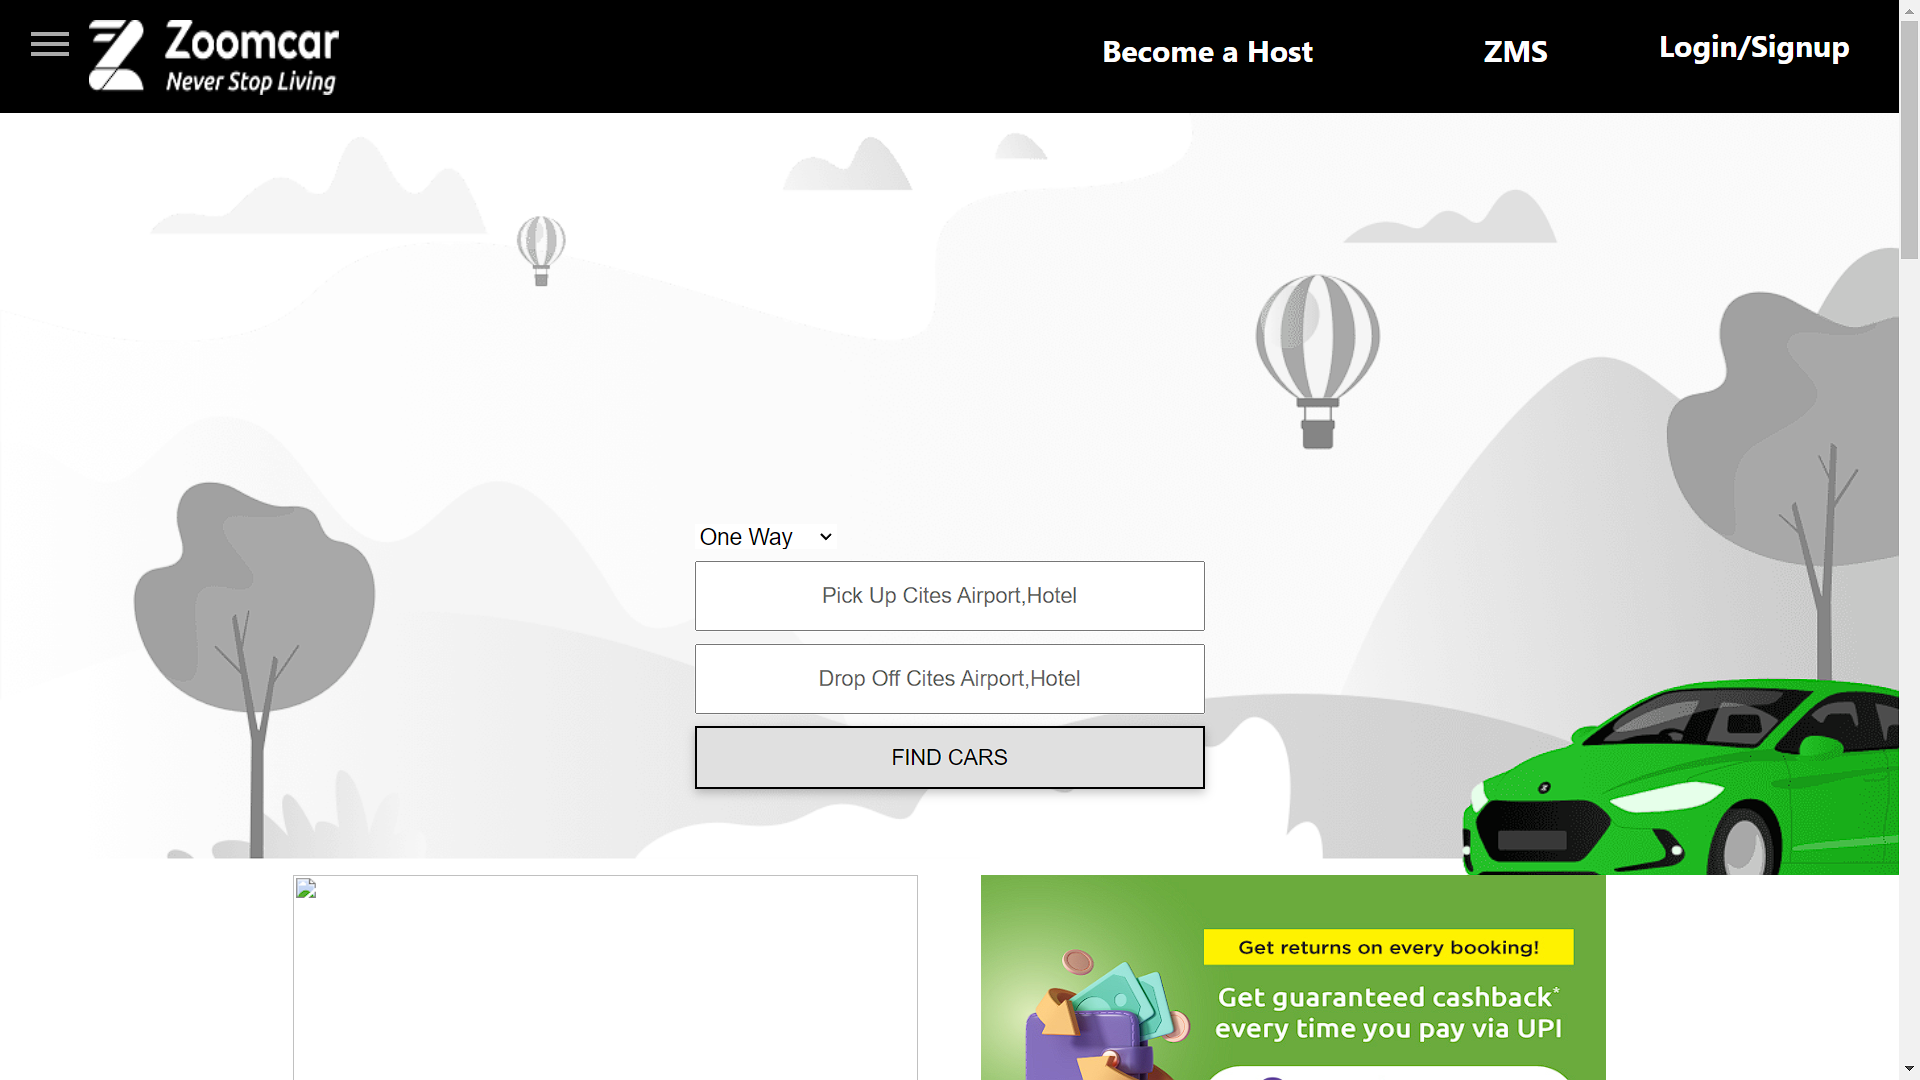 Zoomcar
Never Stop Living
Become a Host
ZMS
Login/Signup
One Way
Pick Up Cites Airport,Hotel
Drop Off Cites Airport,Hotel
FIND CARS
Get returns on every booking!
Get guaranteed cashback*
every time you pay via UPI